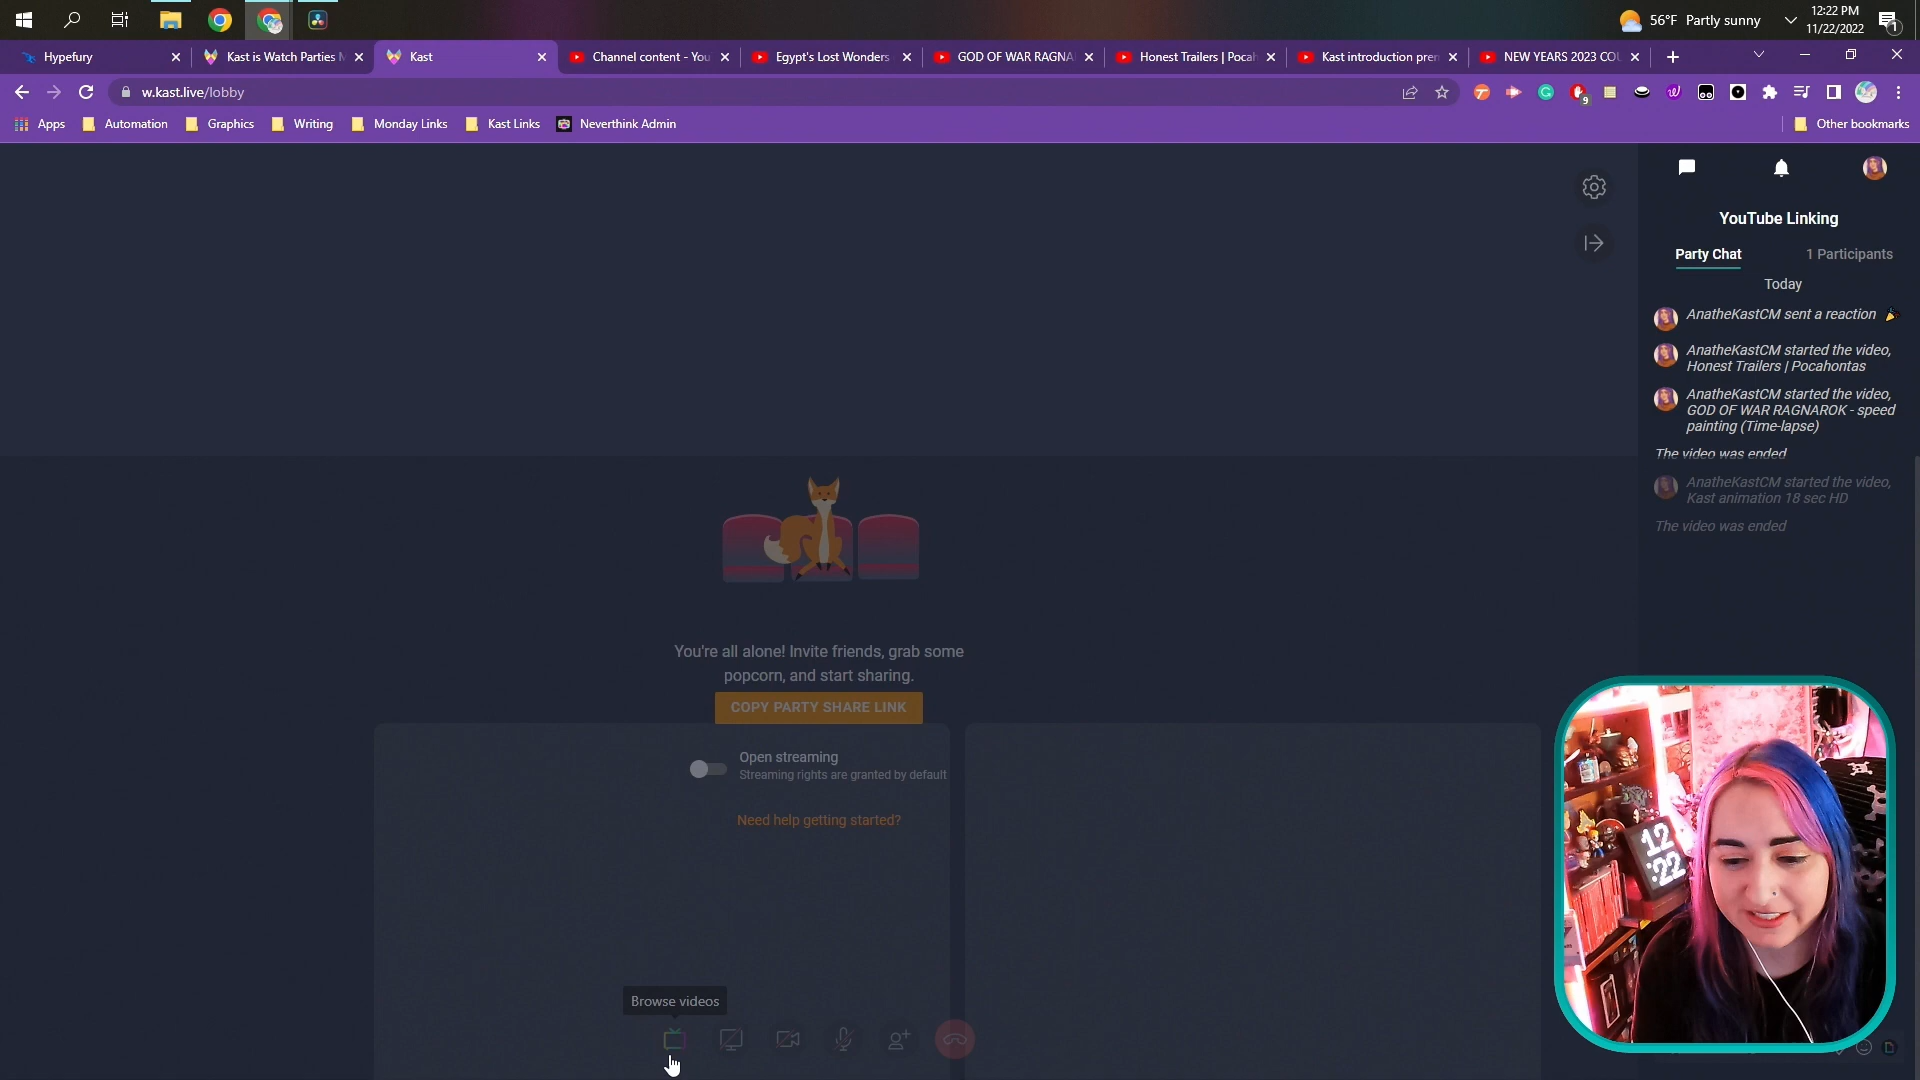 56°F Partly sunny
12:22 PM
11/22/2022
1
Hypefury
Kast is Watch Parties M
Kast
Channel content - You
Egypt's Lost Wonders
GOD OF WAR RAGNA
Honest Trailers | Pocah
Kast introduction prem
NEW YEARS 2023 COU
w.kast.live/lobby
9
Apps
Automation
Graphics
Writing
Monday Links
Kast Links
Neverthink Admin
Other bookmarks
YouTube Linking
Party Chat
1 Participants
Today
AnatheKastCM sent a reaction
AnatheKastCM started the video,
Honest Trailers | Pocahontas
AnatheKastCM started the video,
GOD OF WAR RAGNAROK - speed
painting (Time-lapse)
The video was ended
AnatheKastCM started the video,
Kast animation 18 sec HD
The video was ended
You're all alone! Invite friends, grab some
popcorn, and start sharing.
COPY PARTY SHARE LINK
Open streaming
Streaming rights are granted by default
Need help getting started?
Browse videos
12
:22